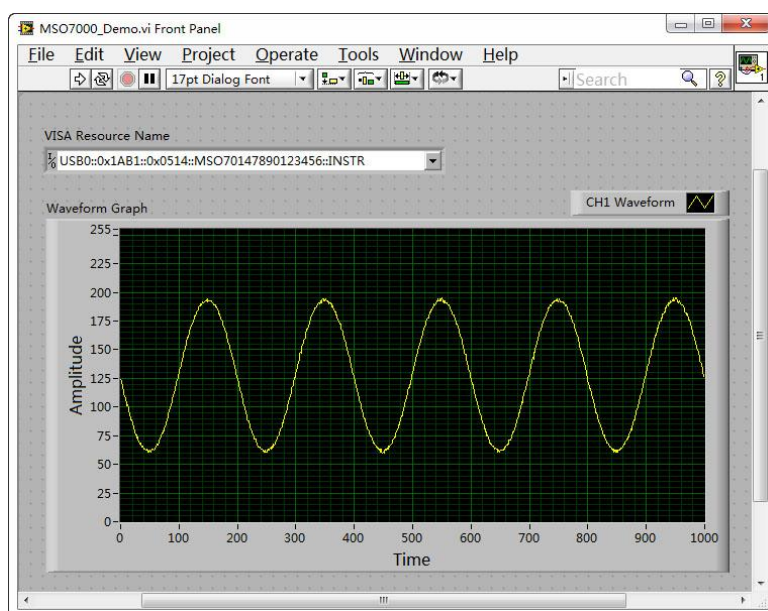 MSO7000_Demo.vi Front Panel
File Edit View Project Operate Tools Window Help
17pt Dialog Font
Search
1
VISA Resource Name
USB0::0x1AB1::0x0514::MSO70147890123456::INSTR
Waveform Graph
CH1 Waveform
255
225
200
175
150
125
100
75
50
25
0
Amplitude
0 100 200 300 400 500 600 700 800 900 1000
Time